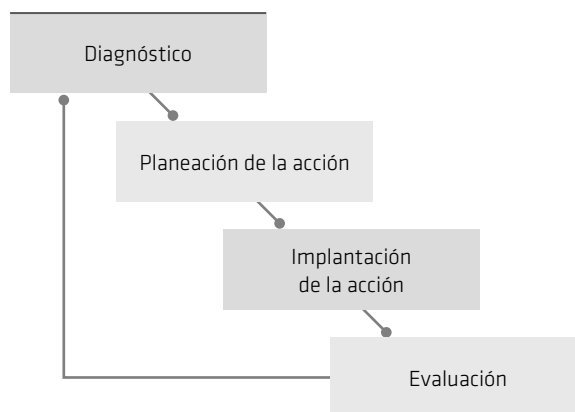 Diagnóstico
Planeación de la acción
Implantación
de la acción
Evaluación